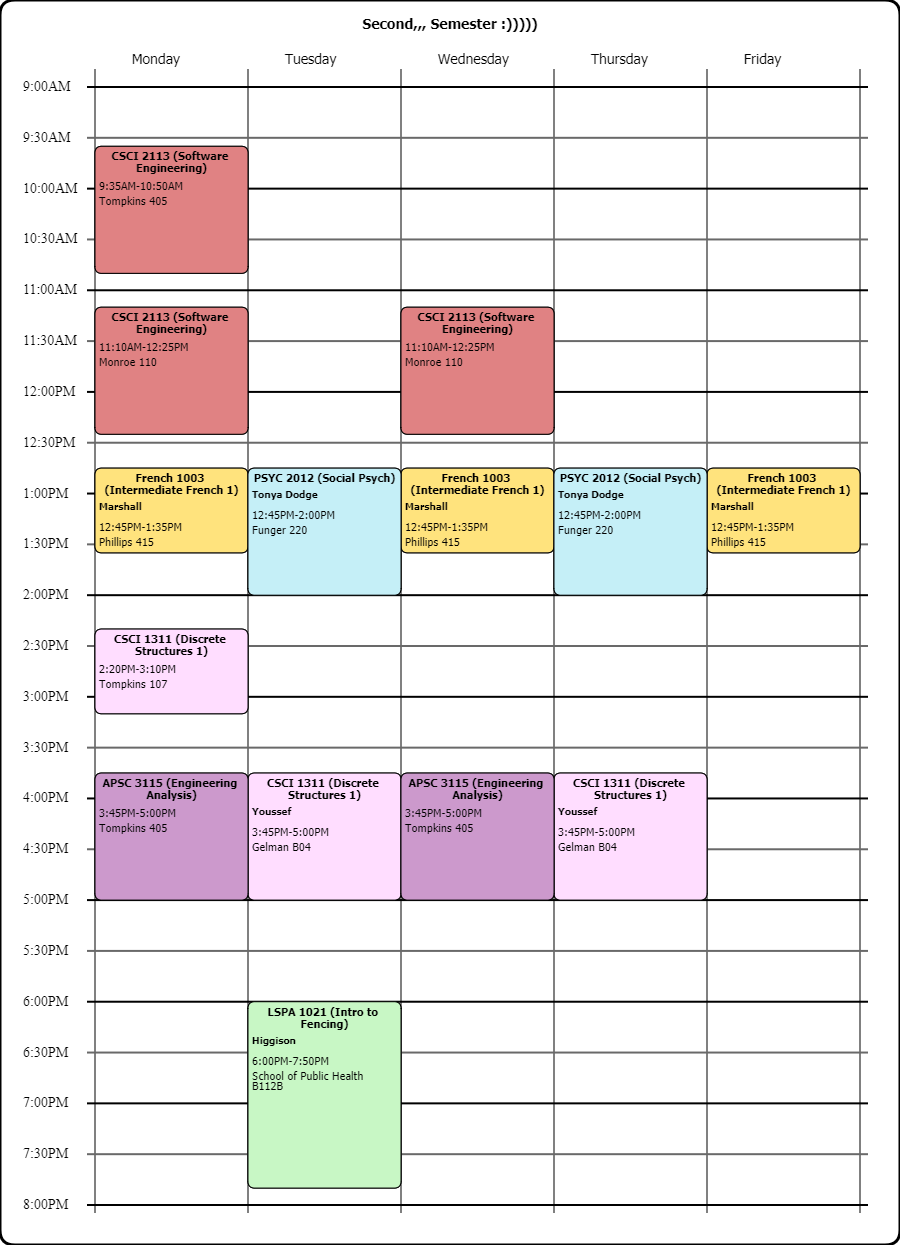 Second,,, Semester :)))))
Monday
Tuesday
Wednesday
Thursday
Friday
9:00AM
9:30AM
CSCI 2113 (Software
Engineering)
9:35AM-10:50AM
Tompkins 405
10:00AM
10:30AM
11:00AM
CSCI 2113 (Software
Engineering)
11:10AM-12:25PM
Monroe 110
CSCI 2113 (Software
Engineering)
11:10AM-12:25PM
Monroe 110
11:30AM
12:00PM
12:30PM
French 1003
(Intermediate French 1)
Marshall
12:45PM-1:35PM
Phillips 415
PSYC 2012 (Social Psych)
Tonya Dodge
12:45PM-2:00PM
Funger 220
French 1003
(Intermediate French 1)
Marshall
12:45PM-1:35PM
Phillips 415
PSYC 2012 (Social Psych)
Tonya Dodge
12:45PM-2:00PM
Funger 220
French 1003
(Intermediate French 1)
Marshall
12:45PM-1:35PM
Phillips 415
1:00PM
1:30PM
2:00PM
CSCI 1311 (Discrete
Structures 1)
2:20PM-3:10PM
Tompkins 107
2:30PM
3:00PM
3:30PM
APSC 3115 (Engineering
Analysis)
3:45PM-5:00PM
Tompkins 405
CSCI 1311 (Discrete
Structures 1)
Youssef
3:45PM-5:00PM
Gelman B04
APSC 3115 (Engineering
Analysis)
3:45PM-5:00PM
Tompkins 405
CSCI 1311 (Discrete
Structures 1)
Youssef
3:45PM-5:00PM
Gelman B04
4:00PM
4:30PM
5:00PM
5:30PM
6:00PM
LSPA 1021 (Intro to
Fencing)
Higgison
6:00PM-7:50PM
School of Public Health
B112B
6:30PM
7:00PM
7:30PM
8:00PM